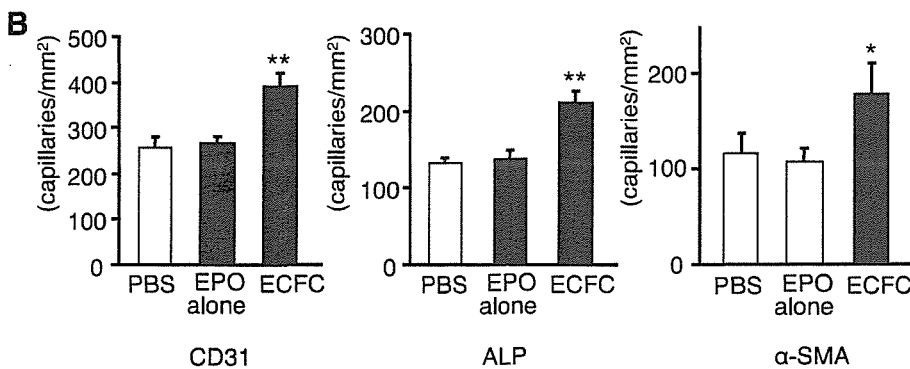 B
(capillaries/mm²)
500
400
300
200
100
0
**
PBS EPO alone ECFC
CD31
(capillaries/mm²)
300
200
100
0
**
PBS EPO alone ECFC
ALP
(capillaries/mm²)
200
100
0
*
PBS EPO alone ECFC
α-SMA